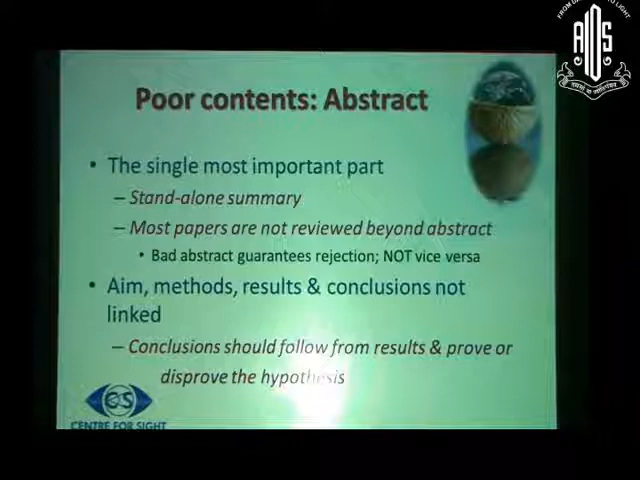 AIOS
Poor contents: Abstract
• The single most important part
– Stand-alone summary
– Most papers are not reviewed beyond abstract
• Bad abstract guarantees rejection; NOT vice versa
• Aim, methods, results & conclusions not
linked
– Conclusions should follow from results & prove or
disprove the hypothesis
CS
CENTRE FOR SIGHT